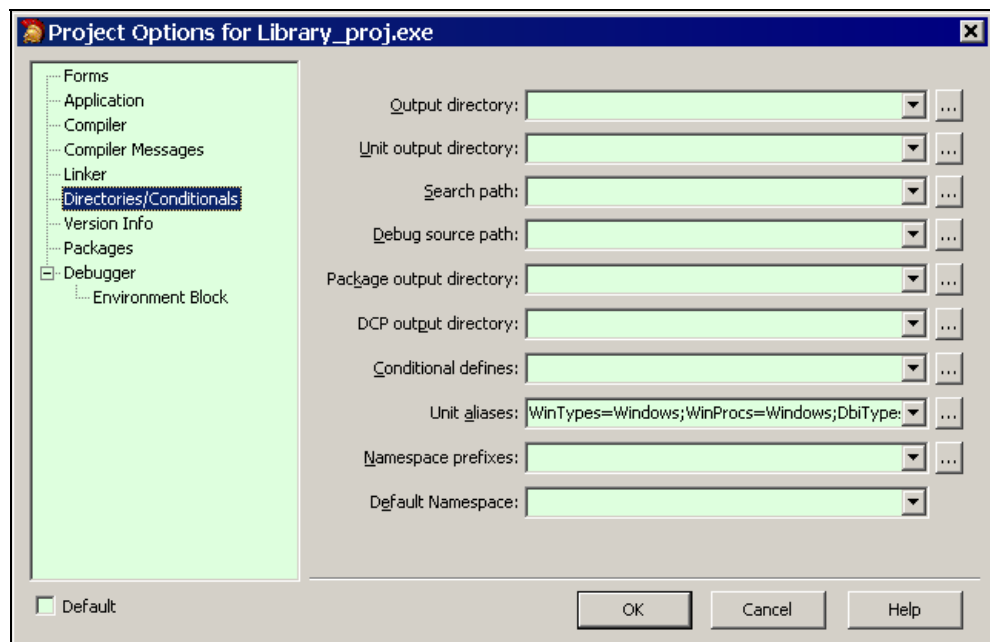 Project Options for Library_proj.exe
Forms
Application
Compiler
Compiler Messages
Linker
Directories/Conditionals
Version Info
Packages
Debugger
Environment Block
Output directory:
...
Unit output directory:
...
Search path:
...
Debug source path:
...
Package output directory:
...
DCP output directory:
...
Conditional defines:
...
Unit aliases: WinTypes=Windows;WinProcs=Windows;DbiType:
...
Namespace prefixes:
...
Default Namespace:
Default
OK
Cancel
Help